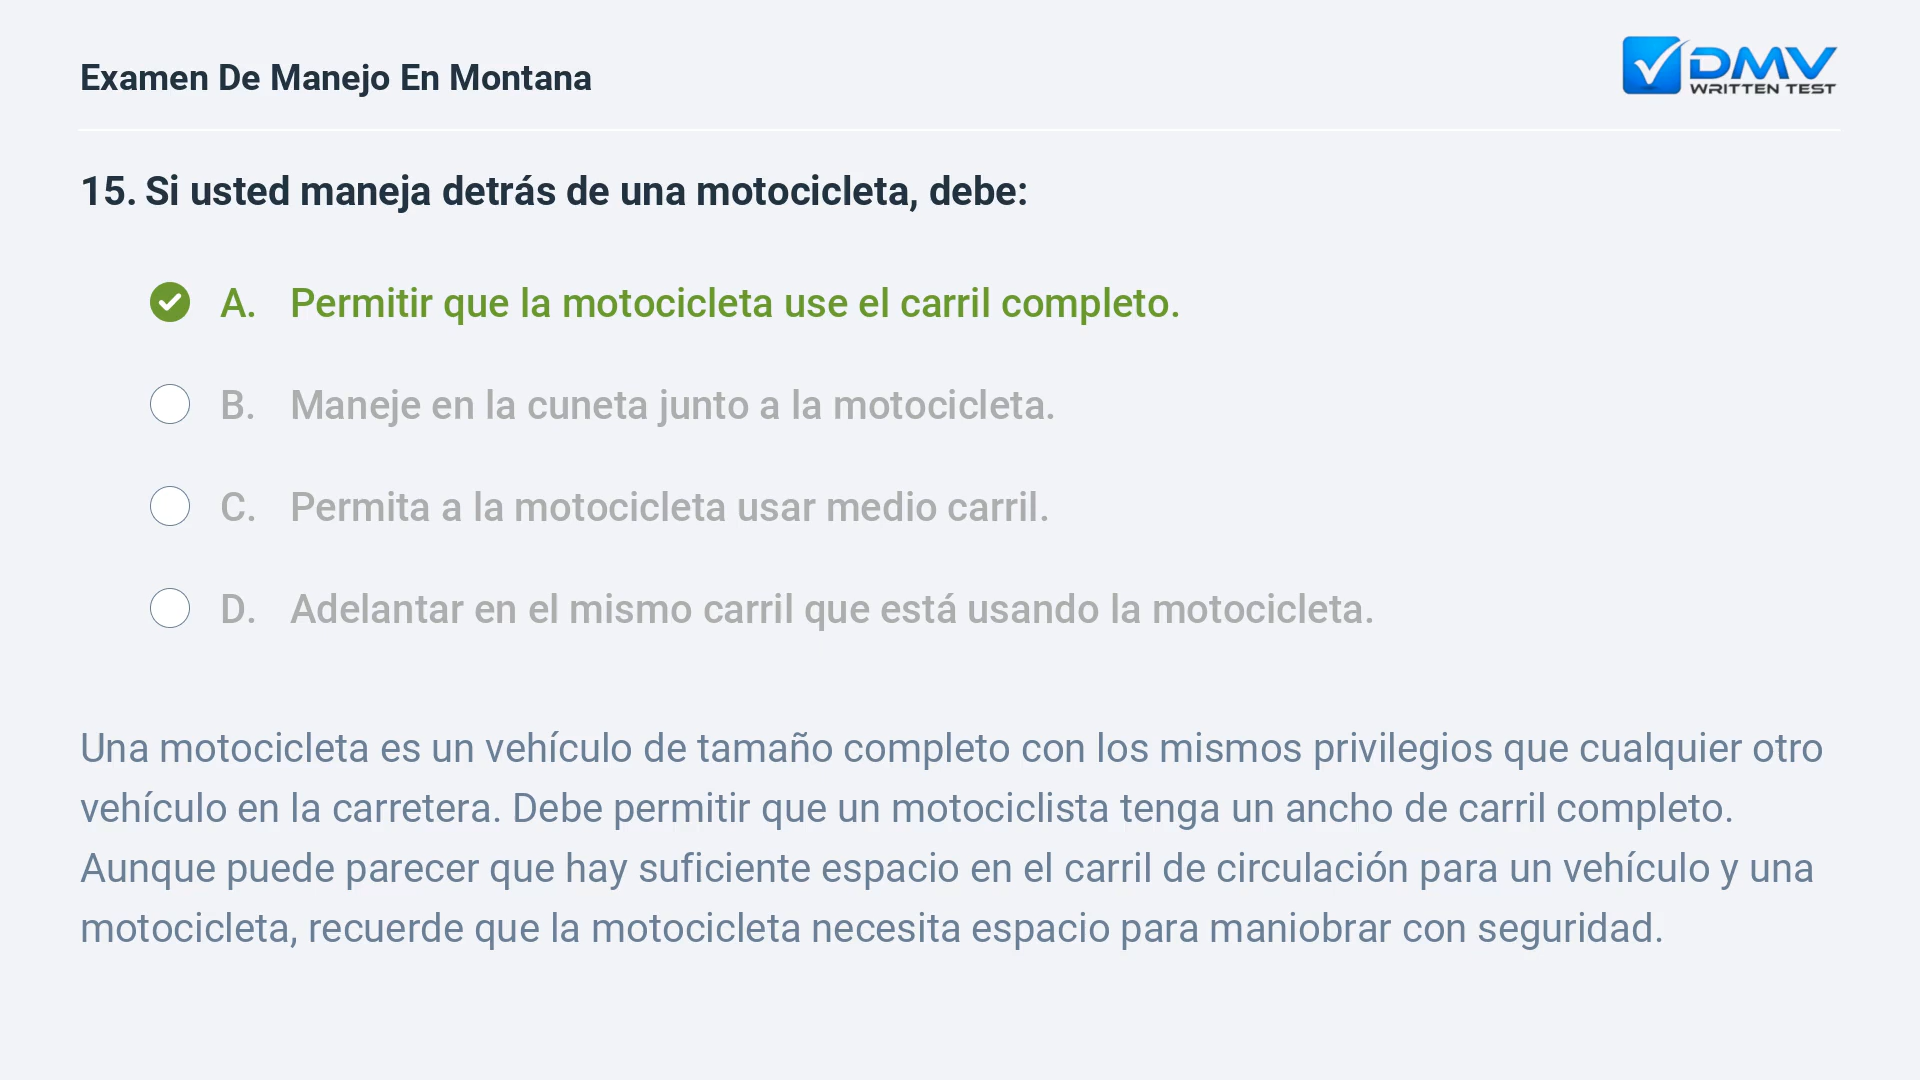 Examen De Manejo En Montana
DMV
WRITTEN TEST
15. Si usted maneja detrás de una motocicleta, debe:
A. Permitir que la motocicleta use el carril completo.
B. Maneje en la cuneta junto a la motocicleta.
C. Permita a la motocicleta usar medio carril.
D. Adelantar en el mismo carril que está usando la motocicleta.
Una motocicleta es un vehículo de tamaño completo con los mismos privilegios que cualquier otro
vehículo en la carretera. Debe permitir que un motociclista tenga un ancho de carril completo.
Aunque puede parecer que hay suficiente espacio en el carril de circulación para un vehículo y una
motocicleta, recuerde que la motocicleta necesita espacio para maniobrar con seguridad.